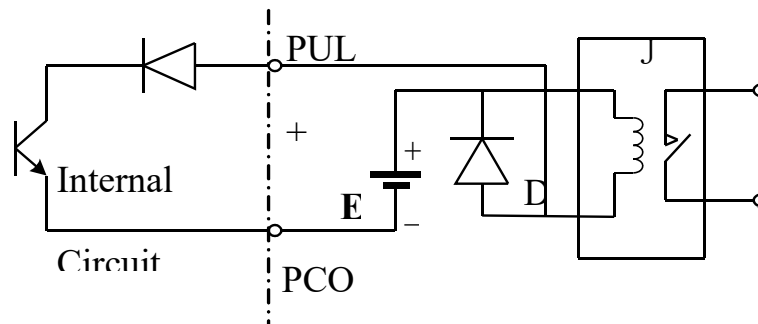 PUL
J
+
+
Internal
E
D
−
Circuit
PCO